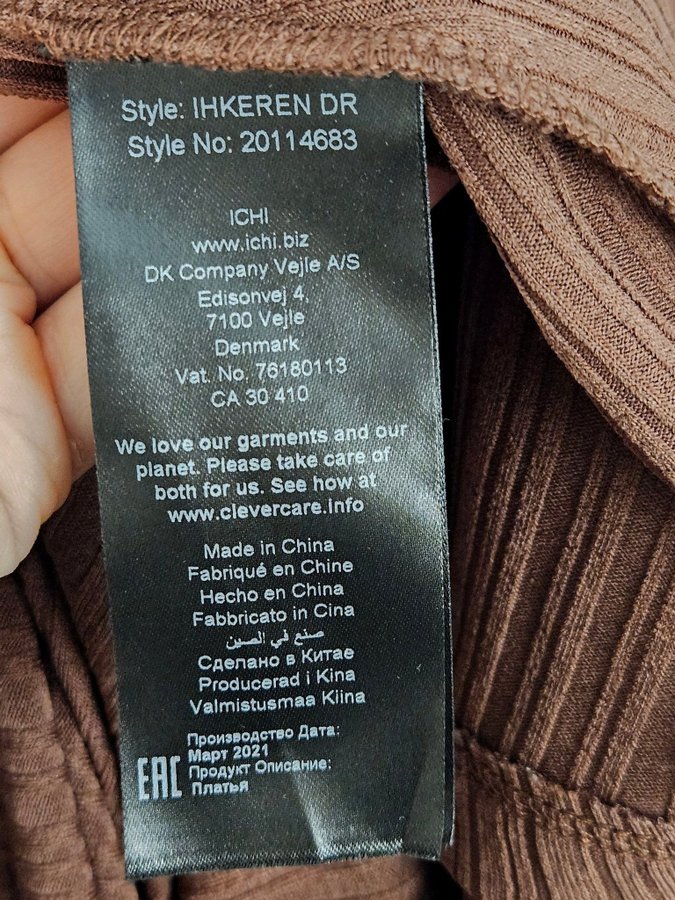 Style: IHKEREN DR
Style No: 20114683
ICHI
www.ichi.biz
DK Company Vejle A/S
Edisonvej 4,
7100 Vejle
Denmark
Vat. No. 76180113
CA 30 410
We love our garments and our
planet. Please take care of
both for us. See how at
www.clevercare.info
Made in China
Fabriqué en Chine
Hecho en China
Fabbricato in Cina
صنع في الصين
Сделано в Китае
Producerad i Kina
Valmistusmaa Kiina
Производство Дата:
Март 2021
EAC
Продукт Описание:
Платья